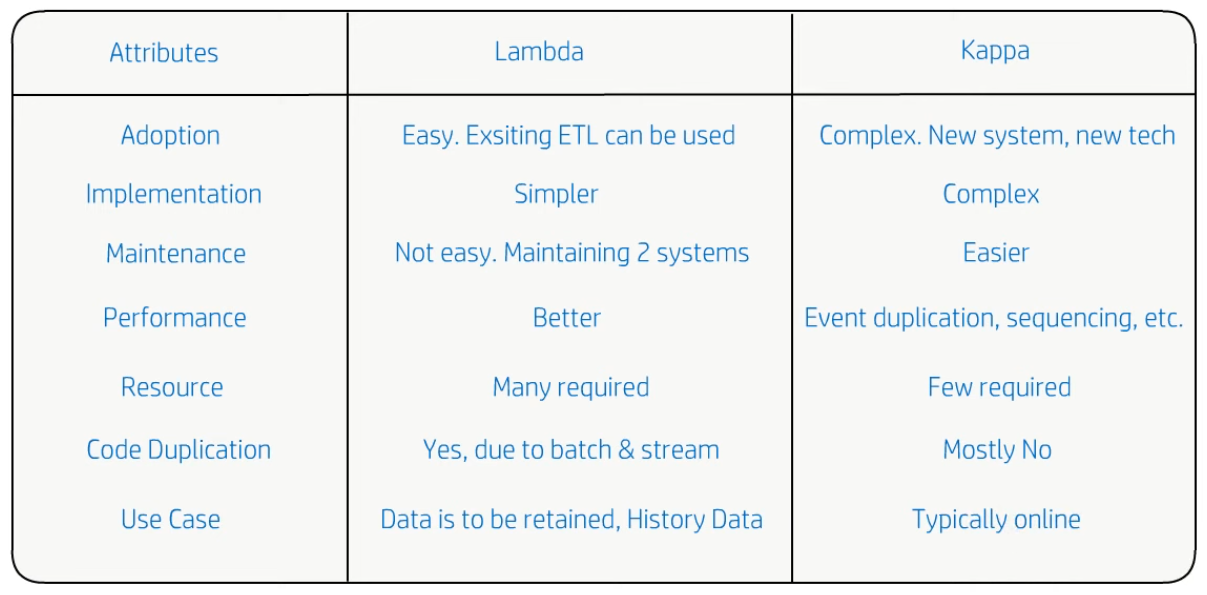 Attributes Lambda Kappa
Adoption Easy. Exsiting ETL can be used Complex. New system, new tech
Implementation Simpler Complex
Maintenance Not easy. Maintaining 2 systems Easier
Performance Better Event duplication, sequencing, etc.
Resource Many required Few required
Code Duplication Yes, due to batch & stream Mostly No
Use Case Data is to be retained, History Data Typically online